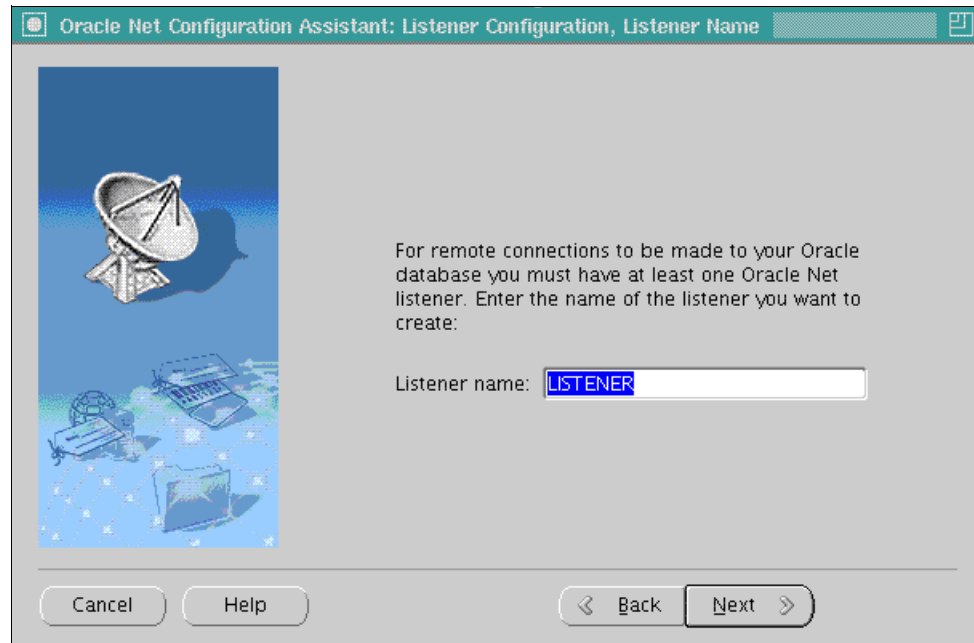 Oracle Net Configuration Assistant: Listener Configuration, Listener Name
For remote connections to be made to your Oracle
database you must have at least one Oracle Net
listener. Enter the name of the listener you want to
create:
Listener name: LISTENER
Cancel Help Back Next